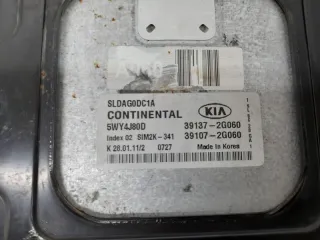 SLDAG0DC1A
CONTINENTAL KIA
5WY4J80D 39137-2G060
Index 02 SIM2K-341 39107-2G060
K 28.01.11/2 0727 Made in Korea